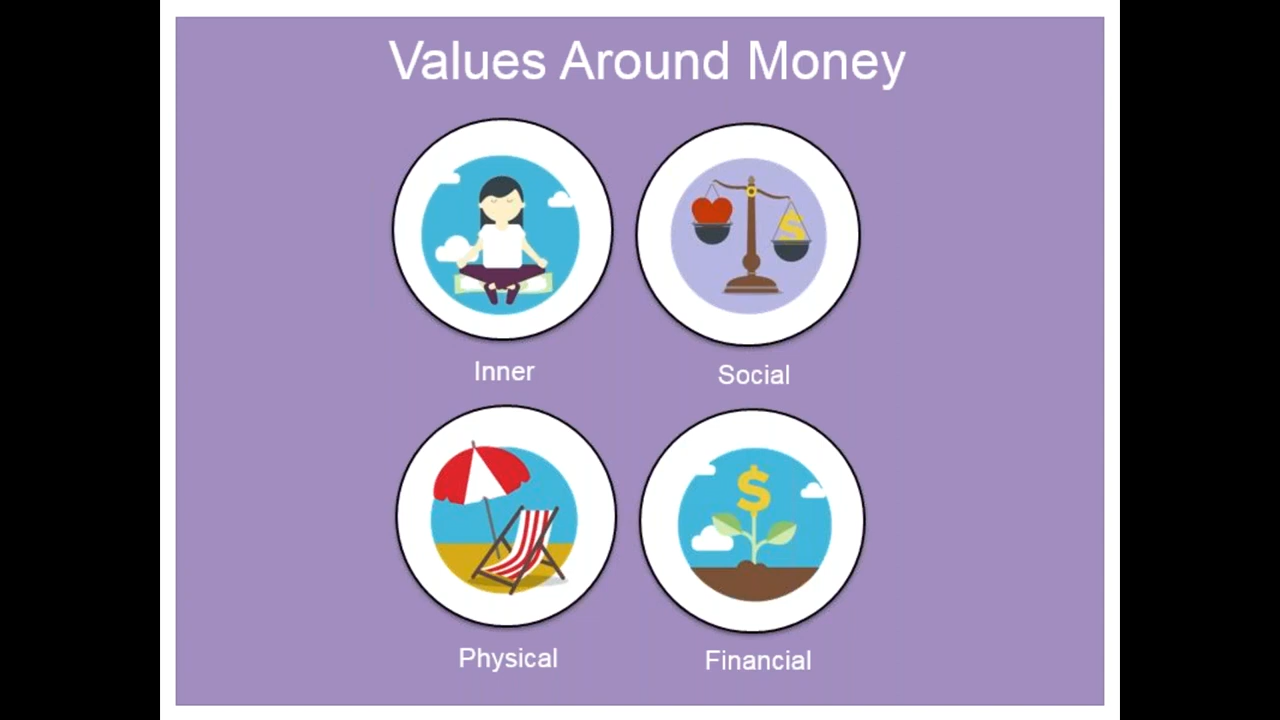 Values Around Money
Inner
Social
$
Physical
$
Financial